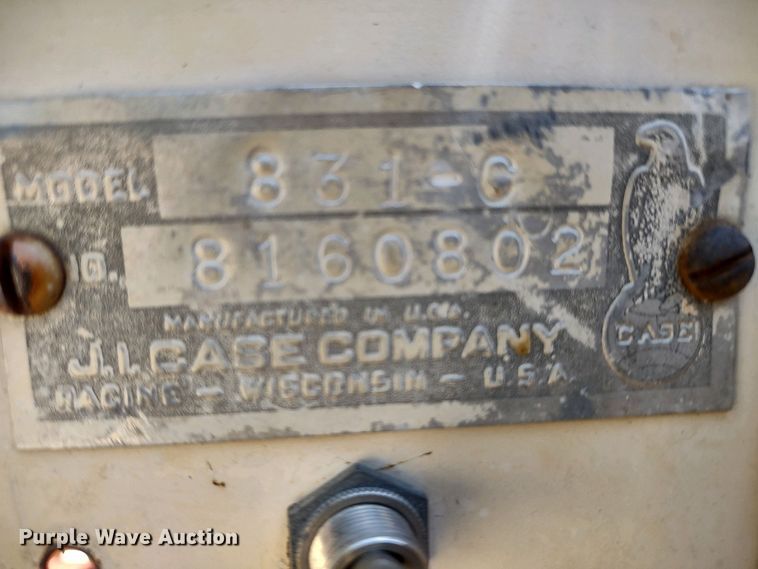 MODEL 831-C
NO. 8160802
MANUFACTURED IN U.S.A.
J.I. CASE COMPANY
RACINE - WISCONSIN - U.S.A.
CASE
Purple Wave Auction